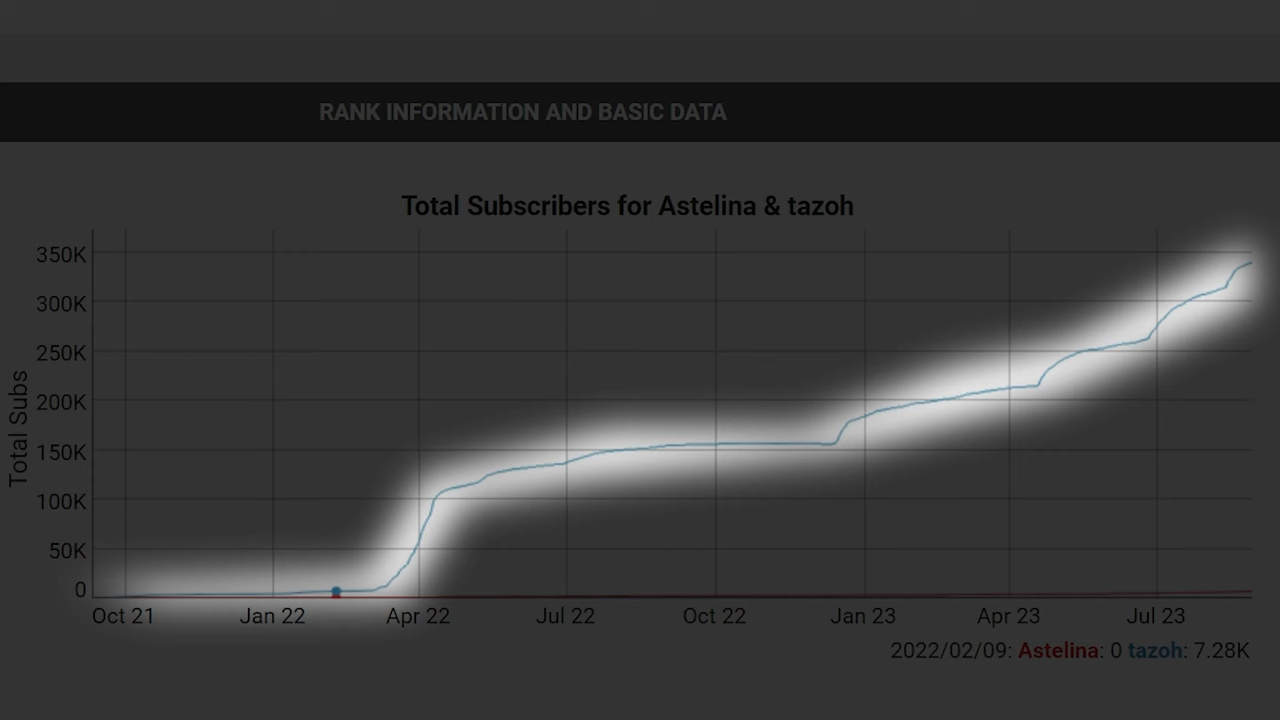 RANK INFORMATION AND BASIC DATA
Total Subscribers for Astelina & tazoh
Total Subs
350K
300K
250K
200K
150K
100K
50K
0
Oct 21 Jan 22 Apr 22 Jul 22 Oct 22 Jan 23 Apr 23 Jul 23
2022/02/09: Astelina: 0 tazoh: 7.28K